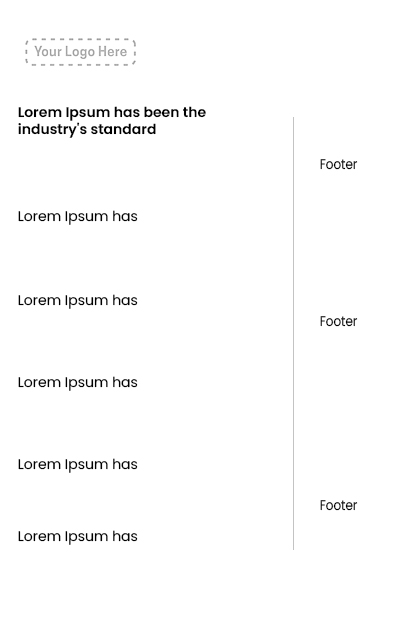 Your Logo Here
Lorem Ipsum has been the
industry's standard
Lorem Ipsum has
Lorem Ipsum has
Lorem Ipsum has
Lorem Ipsum has
Lorem Ipsum has
Footer
Footer
Footer